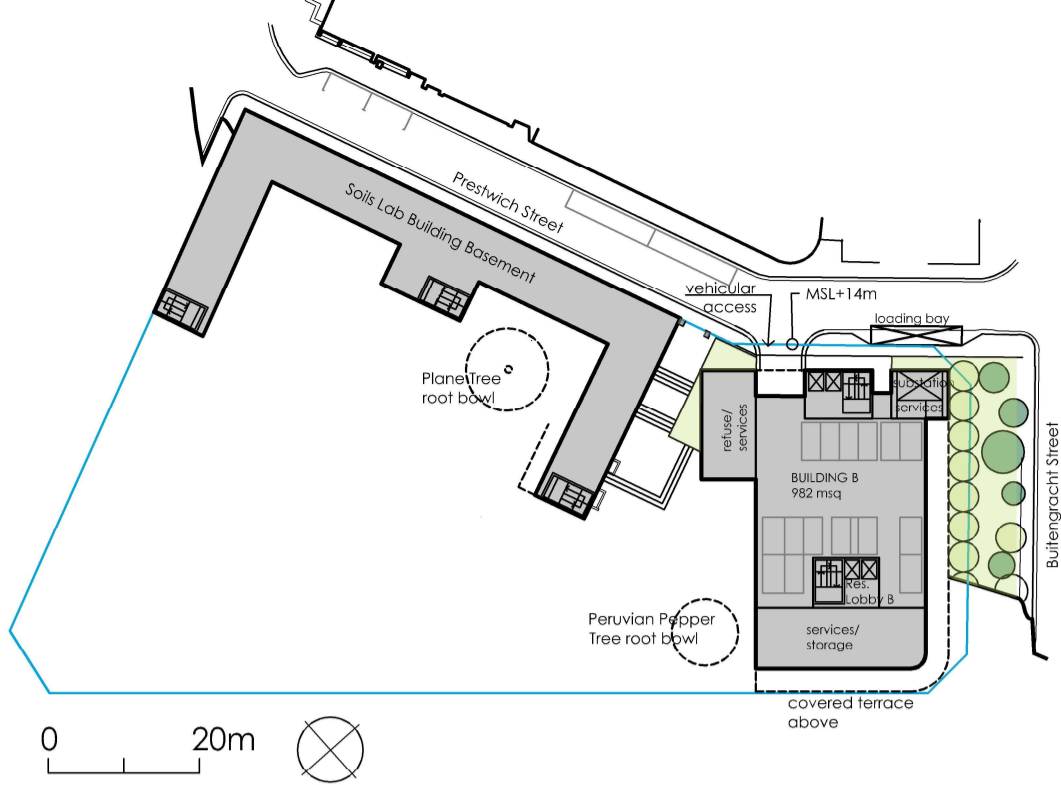 Prestwich Street
Soils Lab Building Basement
vehicular
access
MSL+14m
loading bay
Plane Tree
root bowl
substation
services
refuse/
services
BUILDING B
982 msq
Buitengracht Street
Res.
Lobby B
Peruvian Pepper
Tree root bowl
services/
storage
covered terrace
above
0
20m